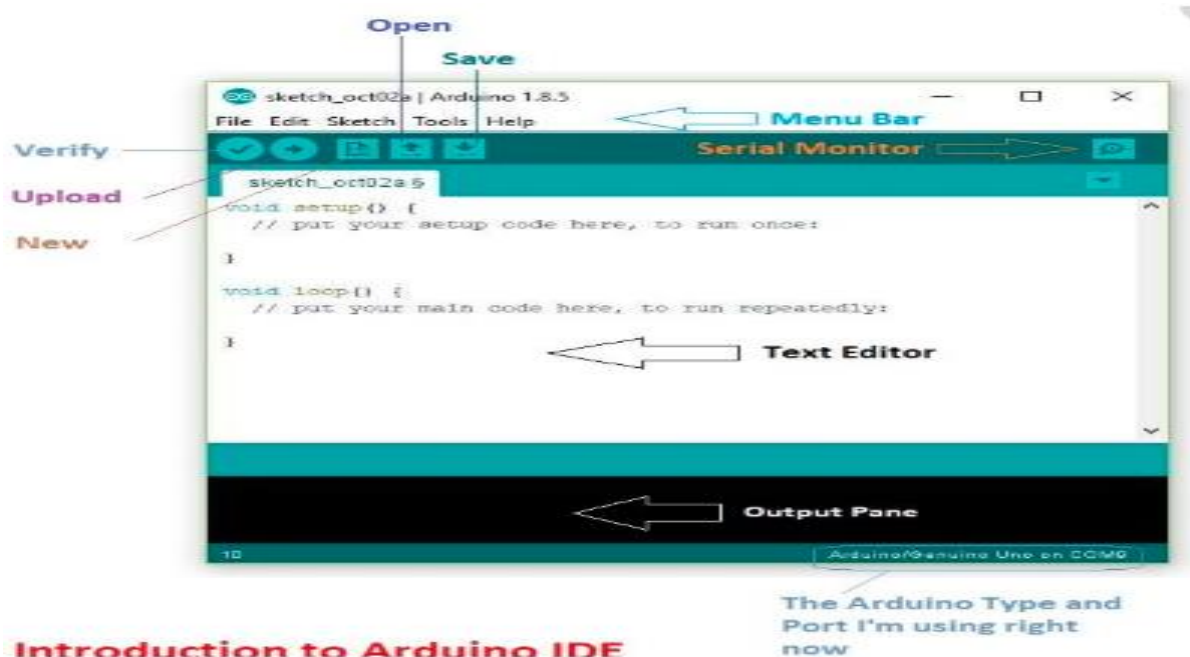 Open
Save
sketch_oct02a | Arduino 1.8.5
File Edit Sketch Tools Help
Menu Bar
Verify
Serial Monitor
sketch_oct02a §
Upload
New
void setup() {
// put your setup code here, to run once:
}
void loop() {
// put your main code here, to run repeatedly:
}
Text Editor
Output Pane
10
Arduino/Genuino Uno on
The Arduino Type and
Port I'm using right
now
Introduction to Arduino IDE